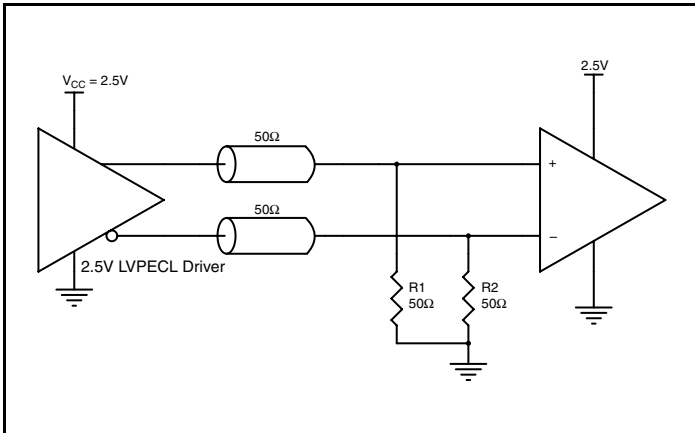 V_CC = 2.5V
2.5V
50Ω
50Ω
+
−
2.5V LVPECL Driver
R1
50Ω
R2
50Ω